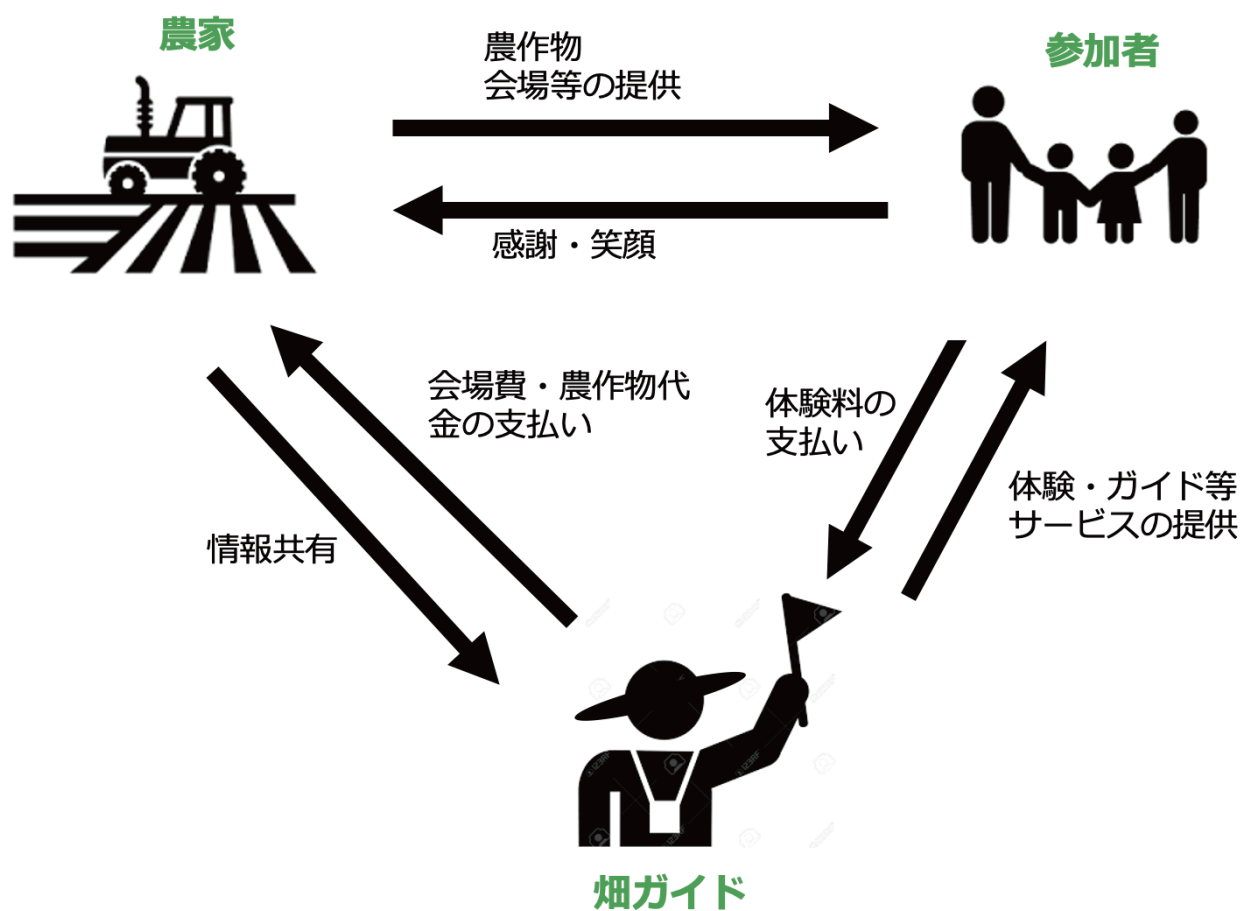 農家
農作物
会場等の提供
参加者
感謝・笑顔
会場費・農作物代
金の支払い
体験料の
支払い
体験・ガイド等
サービスの提供
情報共有
畑ガイド
123RF